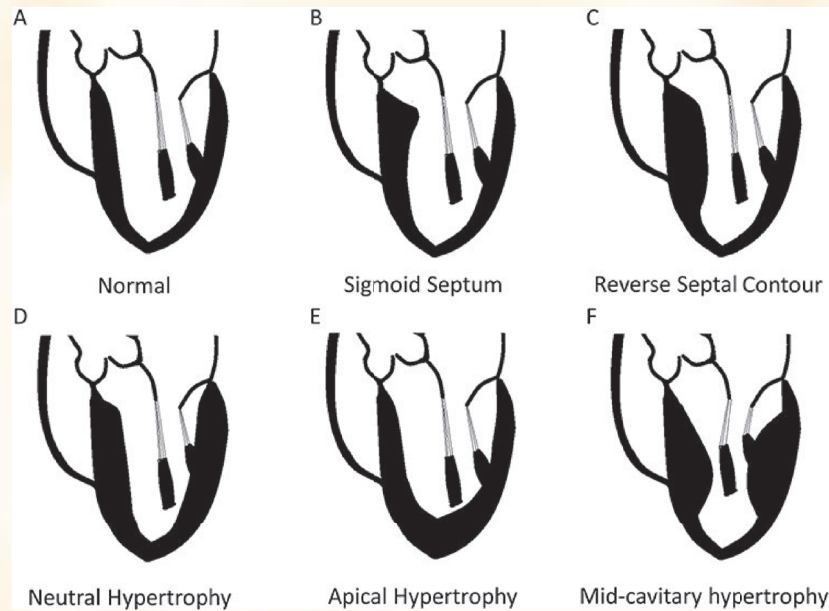 A
B
C
Normal
Sigmoid Septum
Reverse Septal Contour
D
E
F
Neutral Hypertrophy
Apical Hypertrophy
Mid-cavitary hypertrophy